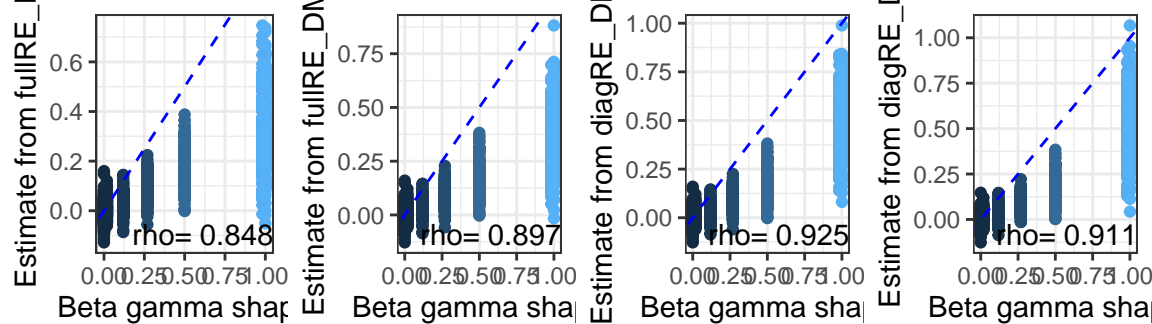 Estimate from fullRE_
0.6
0.4
0.2
0.0
rho= 0.848
0.00 0.25 0.50 0.75 1.00
Beta gamma shap
Estimate from fullRE_DM
0.75
0.50
0.25
0.00
rho= 0.897
0.00 0.25 0.50 0.75 1.00
Beta gamma shap
Estimate from diagRE_D
1.00
0.75
0.50
0.25
0.00
rho= 0.925
0.00 0.25 0.50 0.75 1.00
Beta gamma shap
Estimate from diagRE_D
1.00
0.75
0.50
0.25
0.00
rho= 0.911
0.00 0.25 0.50 0.75 1.00
Beta gamma shap